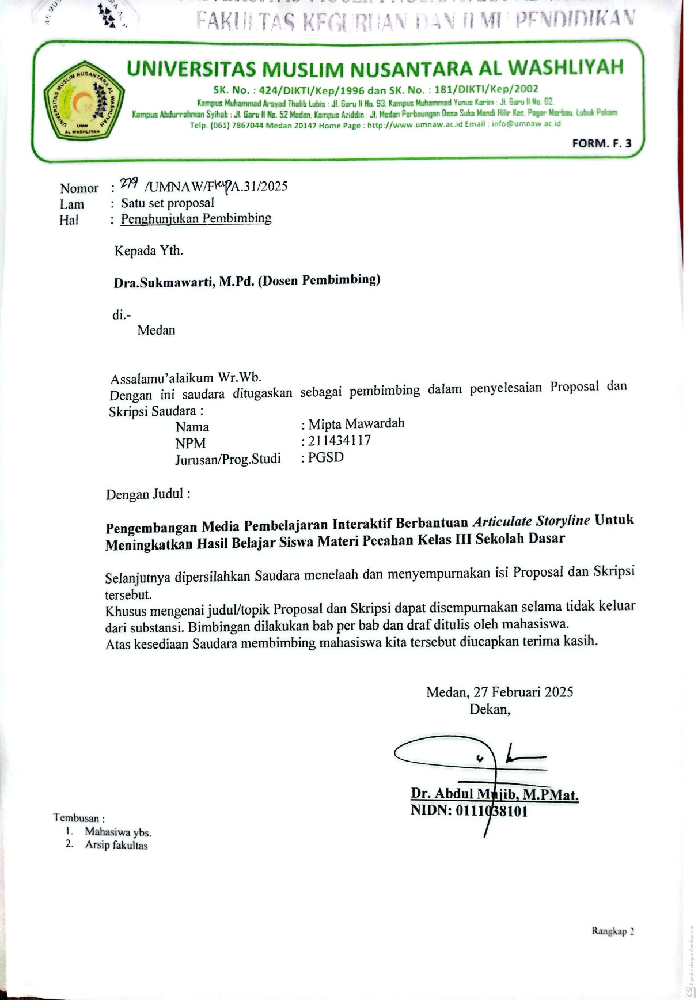 FAKULTAS KEGURUAN DAN ILMU PENDIDIKAN
UNIVERSITAS MUSLIM NUSANTARA AL WASHLIYAH
SK. No. : 424/DIKTI/Kep/1996 dan SK. No. : 181/DIKTI/Kep/2002
Kampus Muhammad Arsyad Thalib Lubis : Jl. Garu II No. 93, Kampus Muhammad Yunus Karim : Jl. Garu II No. 02,
Kampus Abdurrahman Syihab : Jl. Garu II No. 52 Medan, Kampus Aziddin : Jl. Medan Perbaungan Desa Suka Mandi Hilir Kec. Pagar Merbau, Lubuk Pakam
Telp. (061) 7867044 Medan 20147 Home Page : http://www.umnaw.ac.id Email : info@umnaw.ac.id
UNIVERSITAS MUSLIM NUSANTARA AL WASHLIYAH
UMN
AL WASHLIYAH
FORM. F. 3
Nomor : 279 /UMNAW/Fkip/A.31/2025
Lam : Satu set proposal
Hal : Penghunjukan Pembimbing
Kepada Yth.
Dra.Sukmawarti, M.Pd. (Dosen Pembimbing)
di.-
Medan
Assalamu’alaikum Wr.Wb.
Dengan ini saudara ditugaskan sebagai pembimbing dalam penyelesaian Proposal dan
Skripsi Saudara :
Nama : Mipta Mawardah
NPM : 211434117
Jurusan/Prog.Studi : PGSD
Dengan Judul :
Pengembangan Media Pembelajaran Interaktif Berbantuan Articulate Storyline Untuk
Meningkatkan Hasil Belajar Siswa Materi Pecahan Kelas III Sekolah Dasar
Selanjutnya dipersilahkan Saudara menelaah dan menyempurnakan isi Proposal dan Skripsi
tersebut.
Khusus mengenai judul/topik Proposal dan Skripsi dapat disempurnakan selama tidak keluar
dari substansi. Bimbingan dilakukan bab per bab dan draf ditulis oleh mahasiswa.
Atas kesediaan Saudara membimbing mahasiswa kita tersebut diucapkan terima kasih.
Medan, 27 Februari 2025
Dekan,
Dr. Abdul Mujib, M.PMat.
NIDN: 0111038101
Tembusan :
1. Mahasiwa ybs.
2. Arsip fakultas
Rangkap 2
CS Dipindai dengan CamScanner